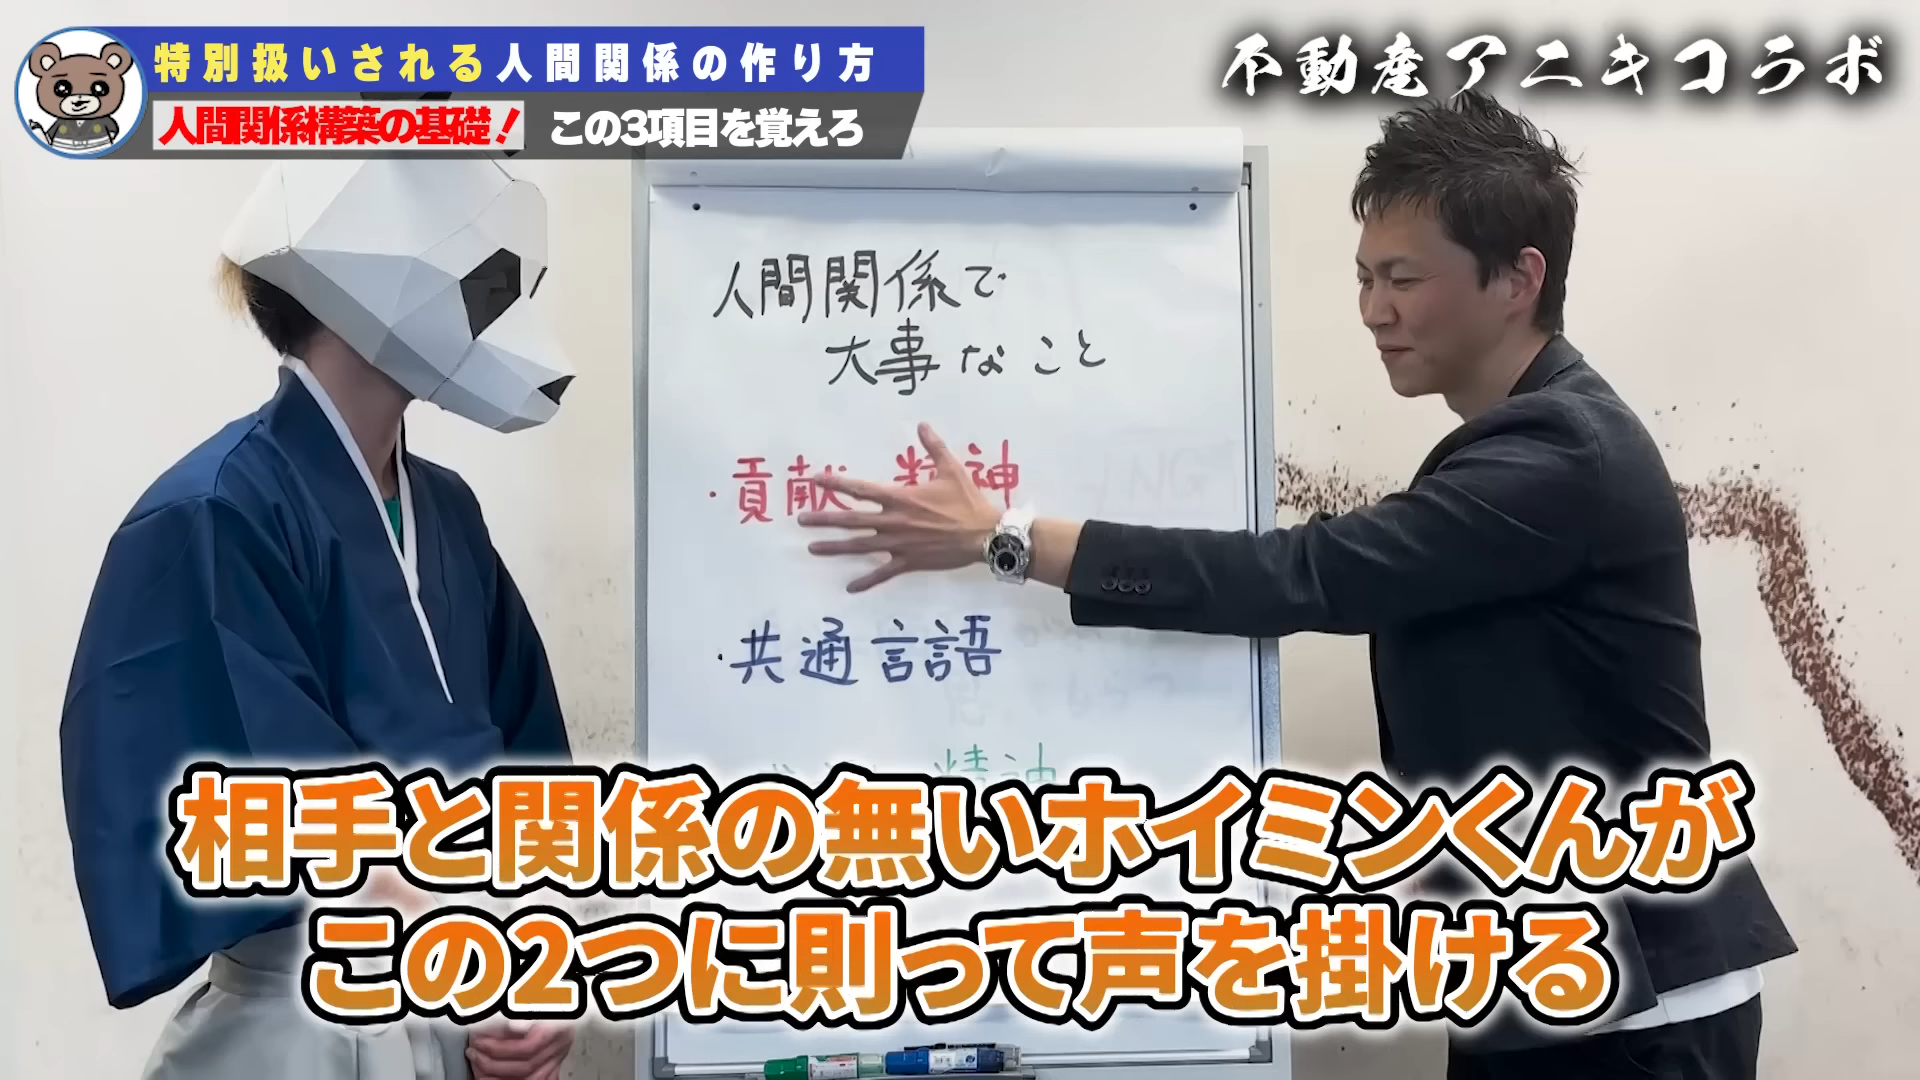 特別扱いされる人間関係の作り方
人間関係構築の基礎！ この3項目を覚えろ
不動産アニキコラボ
人間関係で
大事なこと
・貢献 精神
・共通言語
精神
相手と関係の無いホイミンくんが
この2つに則って声を掛ける